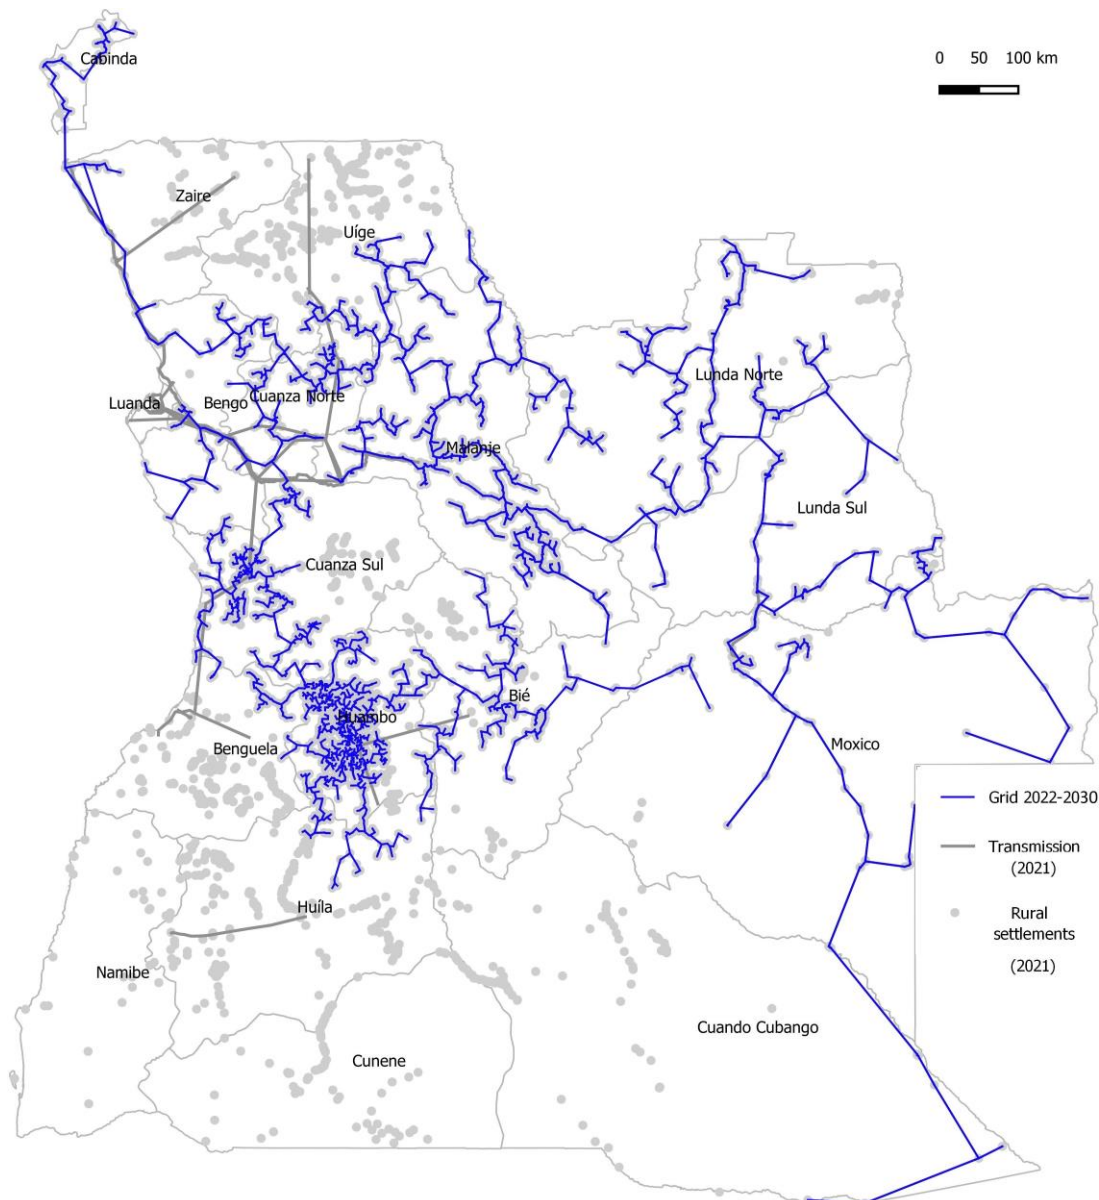 Cabinda
0 50 100 km
Zaire
Uíge
Lunda Norte
Luanda
Bengo
Cuanza Norte
Malanje
Lunda Sul
Cuanza Sul
Bié
Huambo
Benguela
Moxico
Grid 2022-2030
Transmission
(2021)
Huíla
Rural
settlements
(2021)
Namibe
Cuando Cubango
Cunene